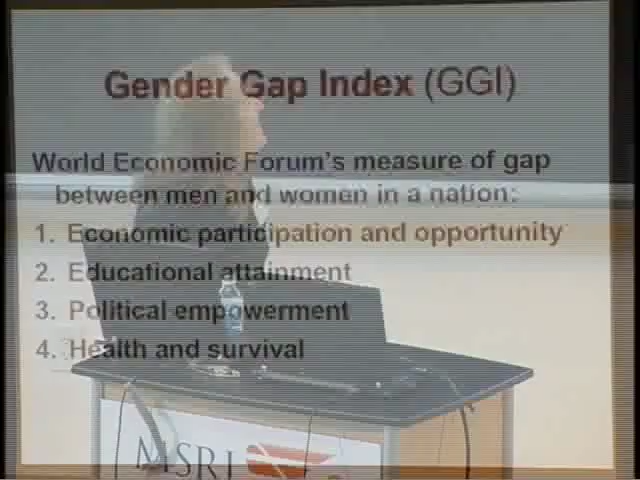 Gender Gap Index (GGI)
World Economic Forum's measure of gap
between men and women in a nation:
1. Economic participation and opportunity
2. Educational attainment
3. Political empowerment
4. Health and survival
MSRI